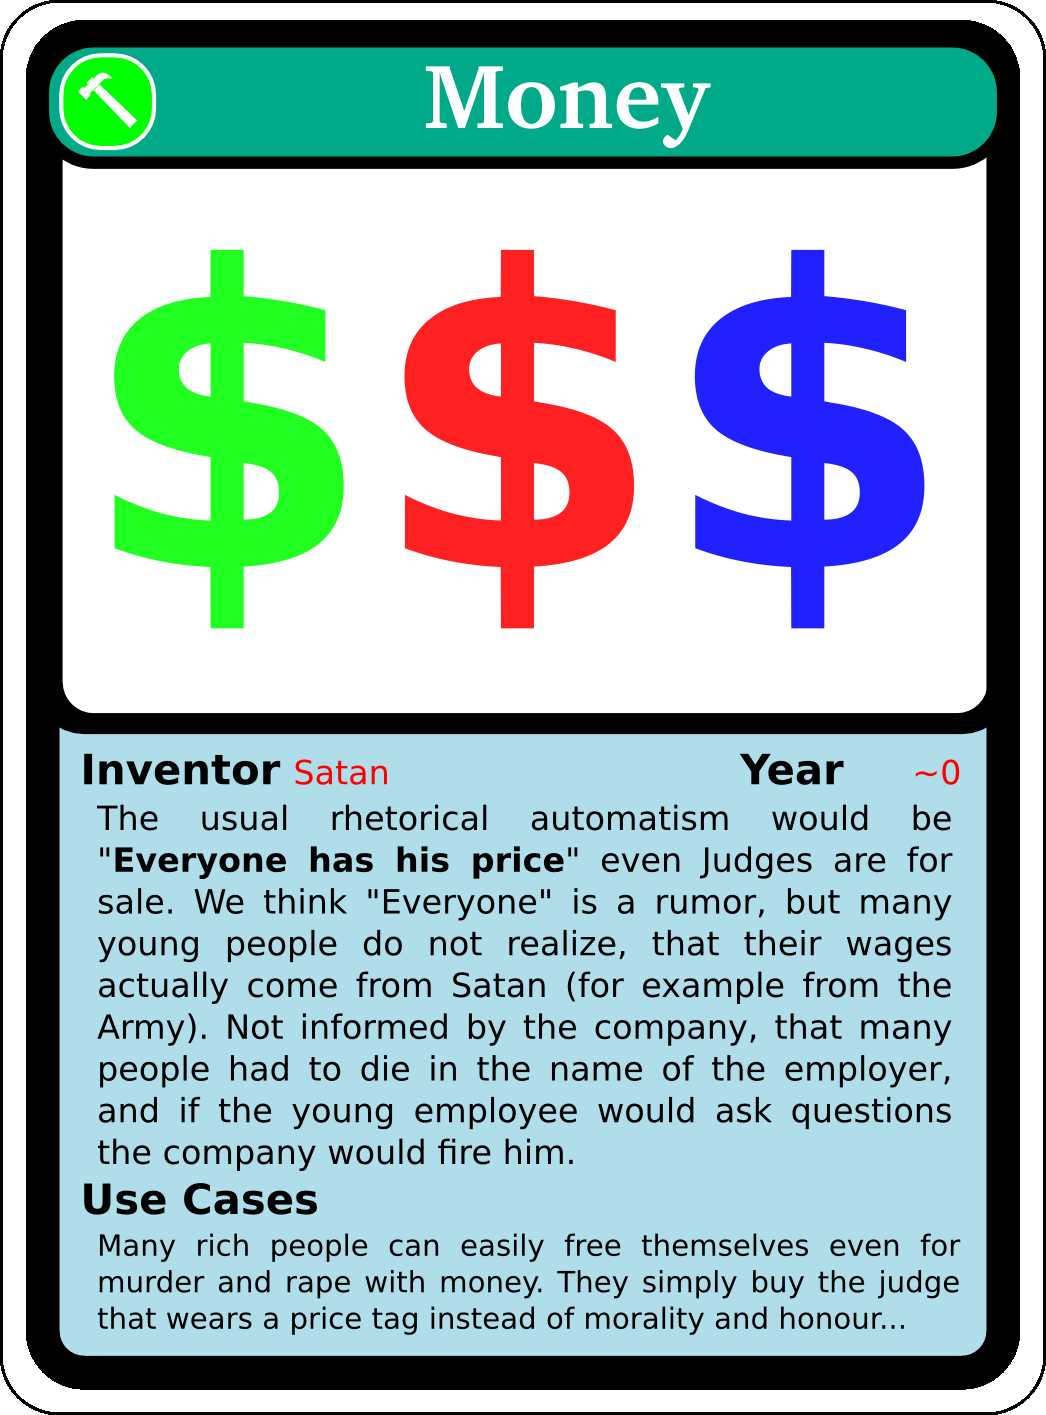 Money
$$$
Inventor Satan Year ~0
The usual rhetorical automatism would be
"Everyone has his price" even Judges are for
sale. We think "Everyone" is a rumor, but many
young people do not realize, that their wages
actually come from Satan (for example from the
Army). Not informed by the company, that many
people had to die in the name of the employer,
and if the young employee would ask questions
the company would fire him.
Use Cases
Many rich people can easily free themselves even for
murder and rape with money. They simply buy the judge
that wears a price tag instead of morality and honour...